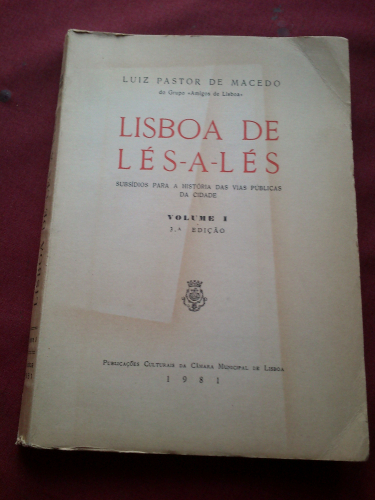 LUIZ PASTOR DE MACEDO
do Grupo «Amigos de Lisboa»
LISBOA DE
LÉS-A-LÉS
SUBSÍDIOS PARA A HISTÓRIA DAS VIAS PÚBLICAS
DA CIDADE
VOLUME I
3.ª EDIÇÃO
PUBLICAÇÕES CULTURAIS DA CÂMARA MUNICIPAL DE LISBOA
1981